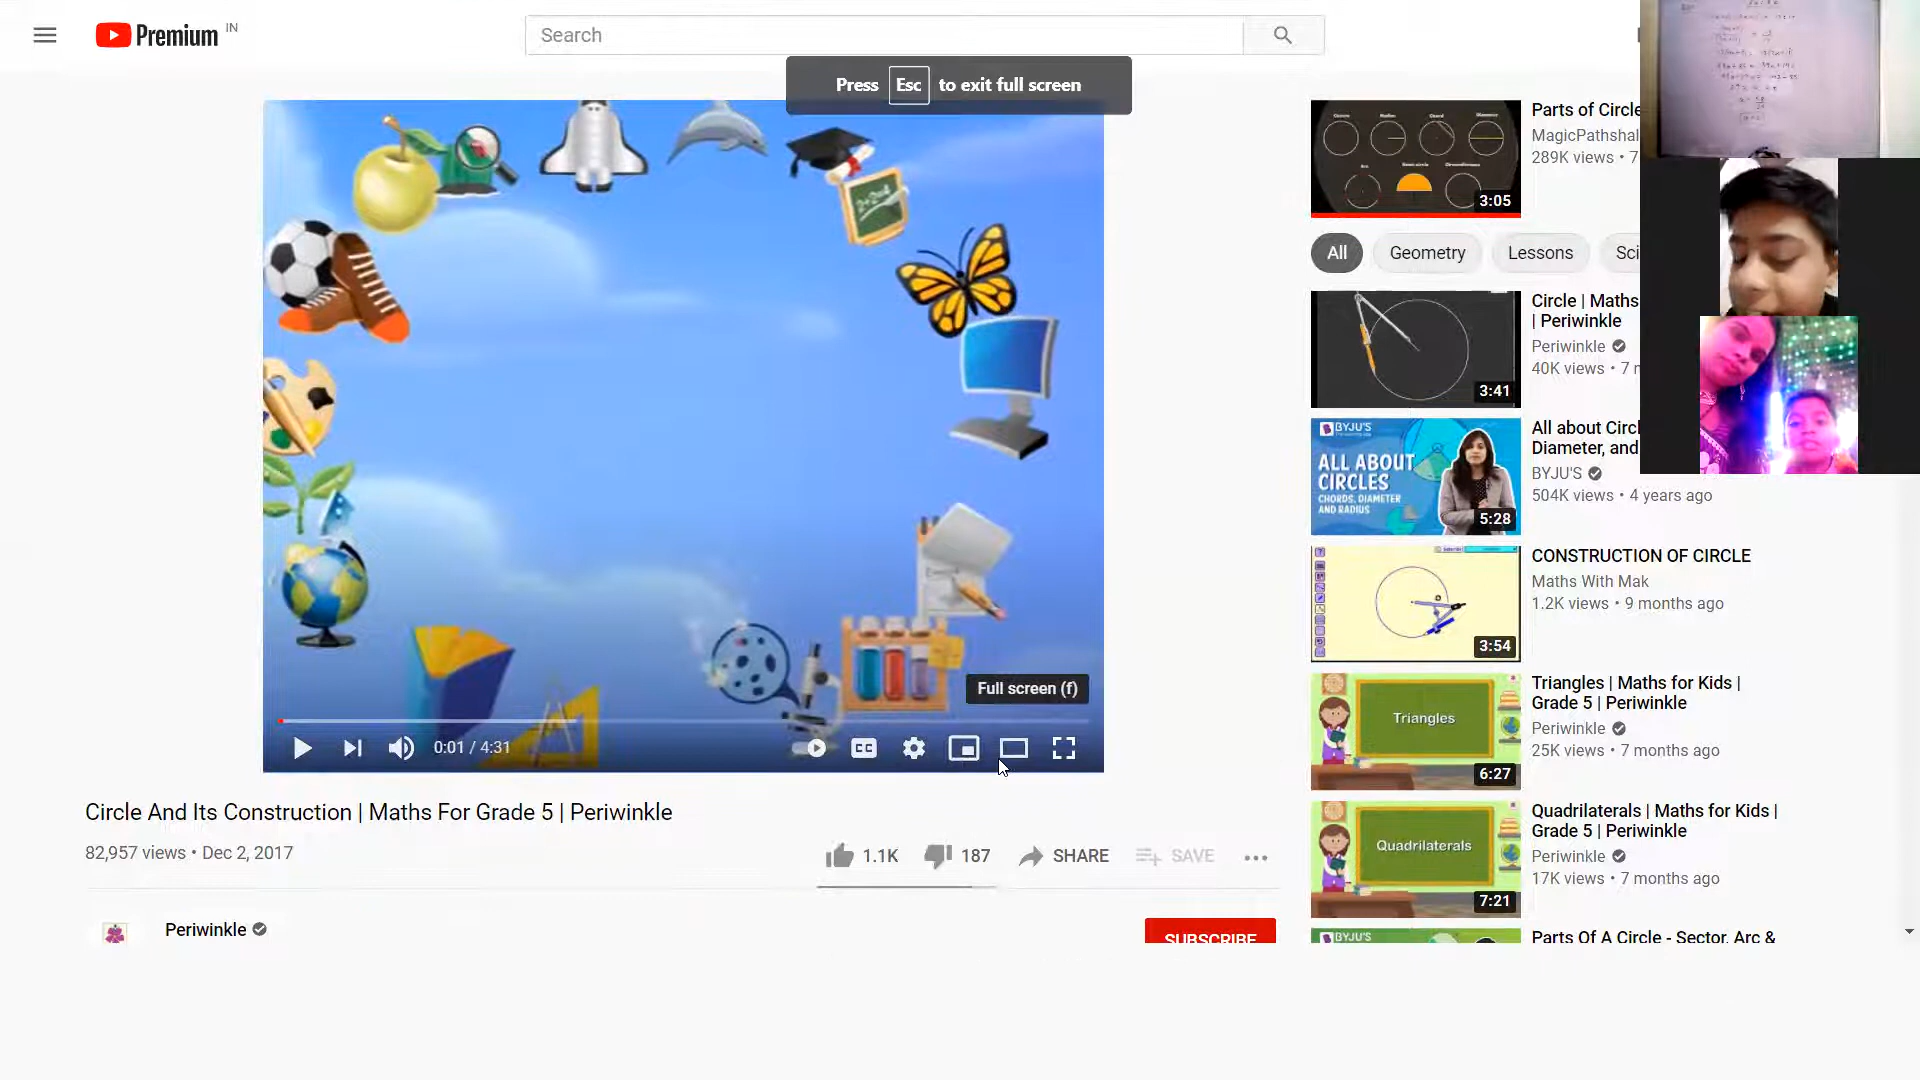 Premium IN
Search
Press Esc to exit full screen
2+2=4
Full screen (f)
0:01 / 4:31
CC
Circle And Its Construction | Maths For Grade 5 | Periwinkle
82,957 views • Dec 2, 2017
1.1K
187
SHARE
SAVE
Periwinkle
SUBSCRIBE
3:05
Parts of Circle
MagicPathshal
289K views • 7
All
Geometry
Lessons
Sci
3:41
Circle | Maths
| Periwinkle
Periwinkle
40K views • 7 n
BYJU'S
ALL ABOUT
CIRCLES
CHORDS, DIAMETER
AND RADIUS
5:28
All about Circl
Diameter, and
BYJU'S
504K views • 4 years ago
3:54
CONSTRUCTION OF CIRCLE
Maths With Mak
1.2K views • 9 months ago
Triangles
6:27
Triangles | Maths for Kids |
Grade 5 | Periwinkle
Periwinkle
25K views • 7 months ago
Quadrilaterals
7:21
Quadrilaterals | Maths for Kids |
Grade 5 | Periwinkle
Periwinkle
17K views • 7 months ago
BYJU'S
Parts Of A Circle - Sector, Arc &